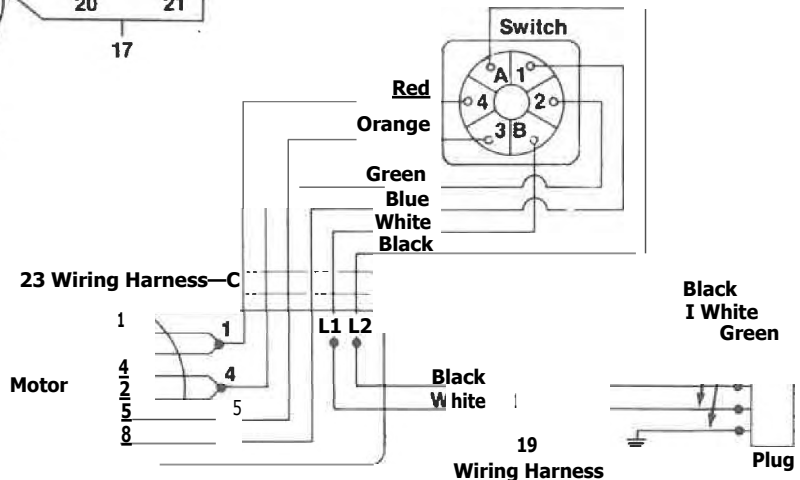 20 21
17
Switch
A 1
4 2
3 B
Red
Orange
Green
Blue
White
Black
23 Wiring Harness—C
1
1
L1 L2
4
4
Motor
2
5
5
8
Black
White
Black
I White
Green
19
Wiring Harness
Plug